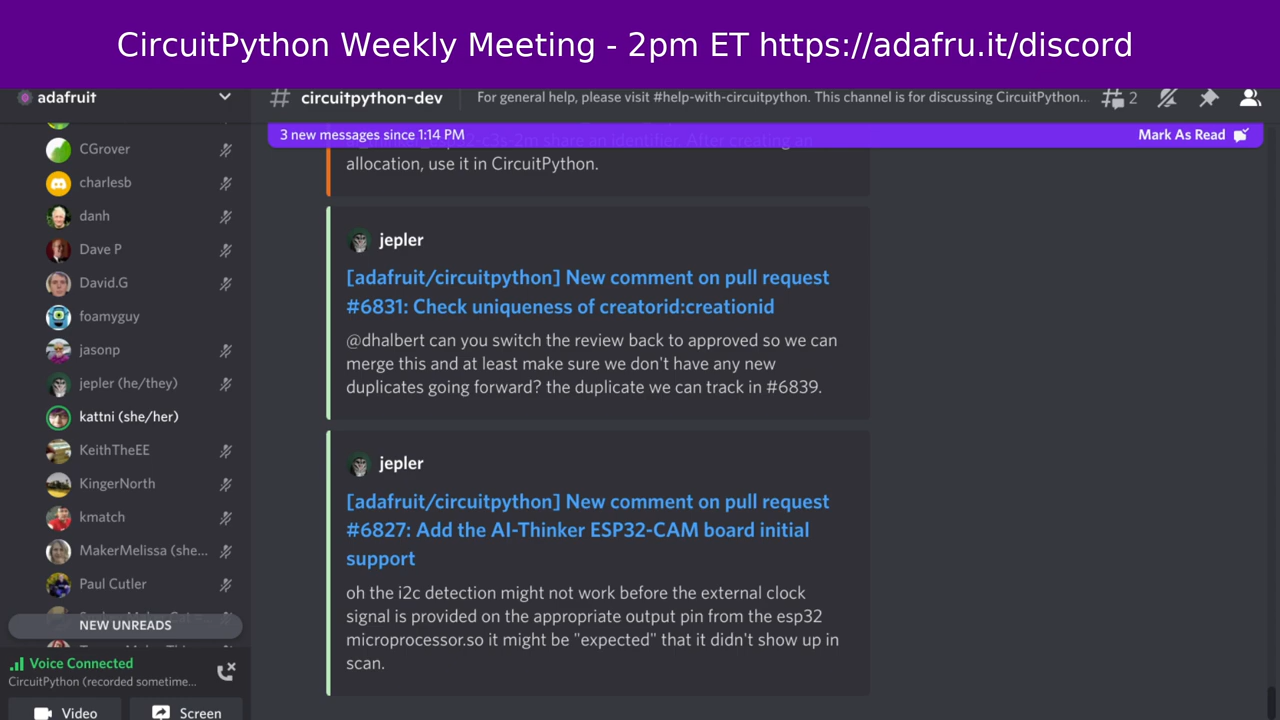 CircuitPython Weekly Meeting - 2pm ET https://adafru.it/discord
adafruit
# circuitpython-dev
For general help, please visit #help-with-circuitpython. This channel is for discussing CircuitPython...
2
3 new messages since 1:14 PM
Mark As Read
share an identifier. After creating an
allocation, use it in CircuitPython.
CGrover
charlesb
danh
Dave P
David.G
foamyguy
jasonp
jepler (he/they)
kattni (she/her)
KeithTheEE
KingerNorth
kmatch
MakerMelissa (she...
Paul Cutler
NEW UNREADS
Voice Connected
CircuitPython (recorded sometime...
Video
Screen
jepler
[adafruit/circuitpython] New comment on pull request
#6831: Check uniqueness of creatorid:creationid
@dhalbert can you switch the review back to approved so we can
merge this and at least make sure we don't have any new
duplicates going forward? the duplicate we can track in #6839.
jepler
[adafruit/circuitpython] New comment on pull request
#6827: Add the AI-Thinker ESP32-CAM board initial
support
oh the i2c detection might not work before the external clock
signal is provided on the appropriate output pin from the esp32
microprocessor.so it might be "expected" that it didn't show up in
scan.